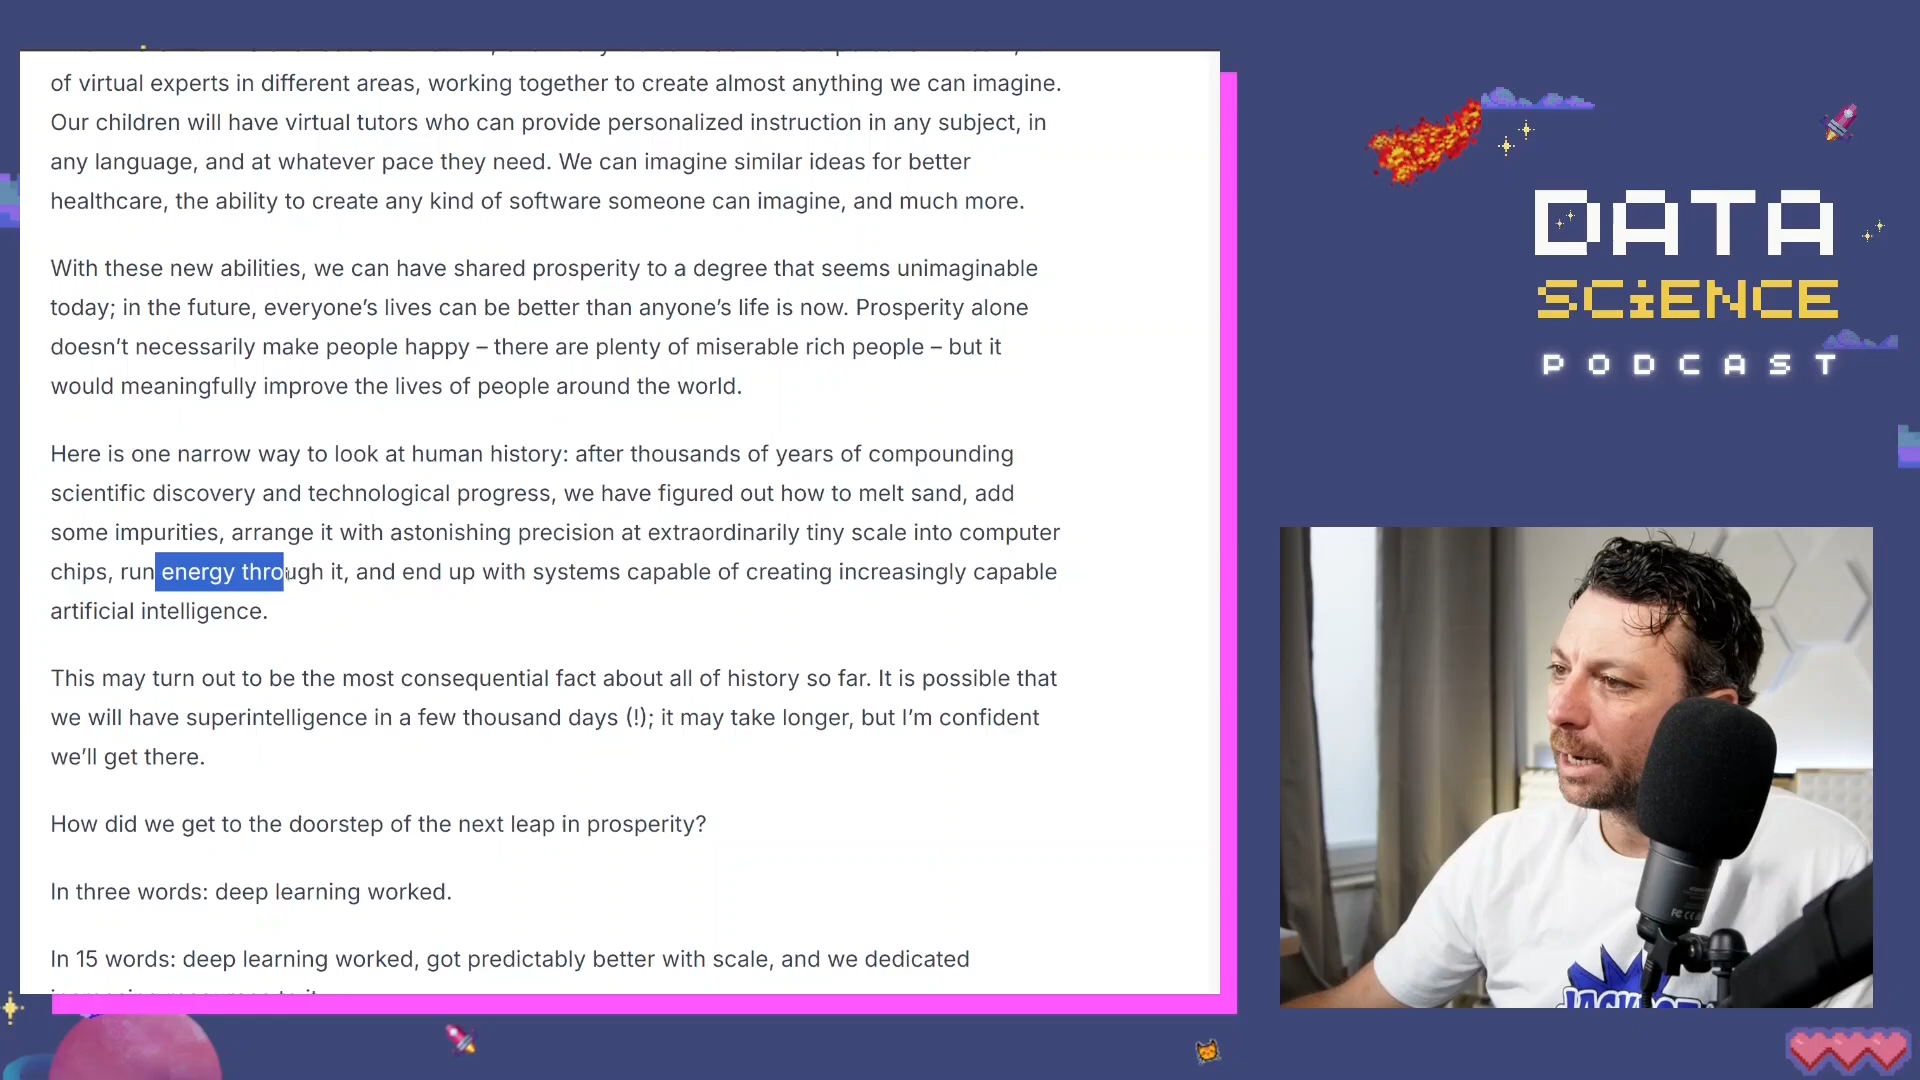 of virtual experts in different areas, working together to create almost anything we can imagine.
Our children will have virtual tutors who can provide personalized instruction in any subject, in
any language, and at whatever pace they need. We can imagine similar ideas for better
healthcare, the ability to create any kind of software someone can imagine, and much more.
With these new abilities, we can have shared prosperity to a degree that seems unimaginable
today; in the future, everyone’s lives can be better than anyone’s life is now. Prosperity alone
doesn’t necessarily make people happy – there are plenty of miserable rich people – but it
would meaningfully improve the lives of people around the world.
Here is one narrow way to look at human history: after thousands of years of compounding
scientific discovery and technological progress, we have figured out how to melt sand, add
some impurities, arrange it with astonishing precision at extraordinarily tiny scale into computer
chips, run energy through it, and end up with systems capable of creating increasingly capable
artificial intelligence.
This may turn out to be the most consequential fact about all of history so far. It is possible that
we will have superintelligence in a few thousand days (!); it may take longer, but I’m confident
we’ll get there.
How did we get to the doorstep of the next leap in prosperity?
In three words: deep learning worked.
In 15 words: deep learning worked, got predictably better with scale, and we dedicated
DATA
SCiENCE
PODCAST